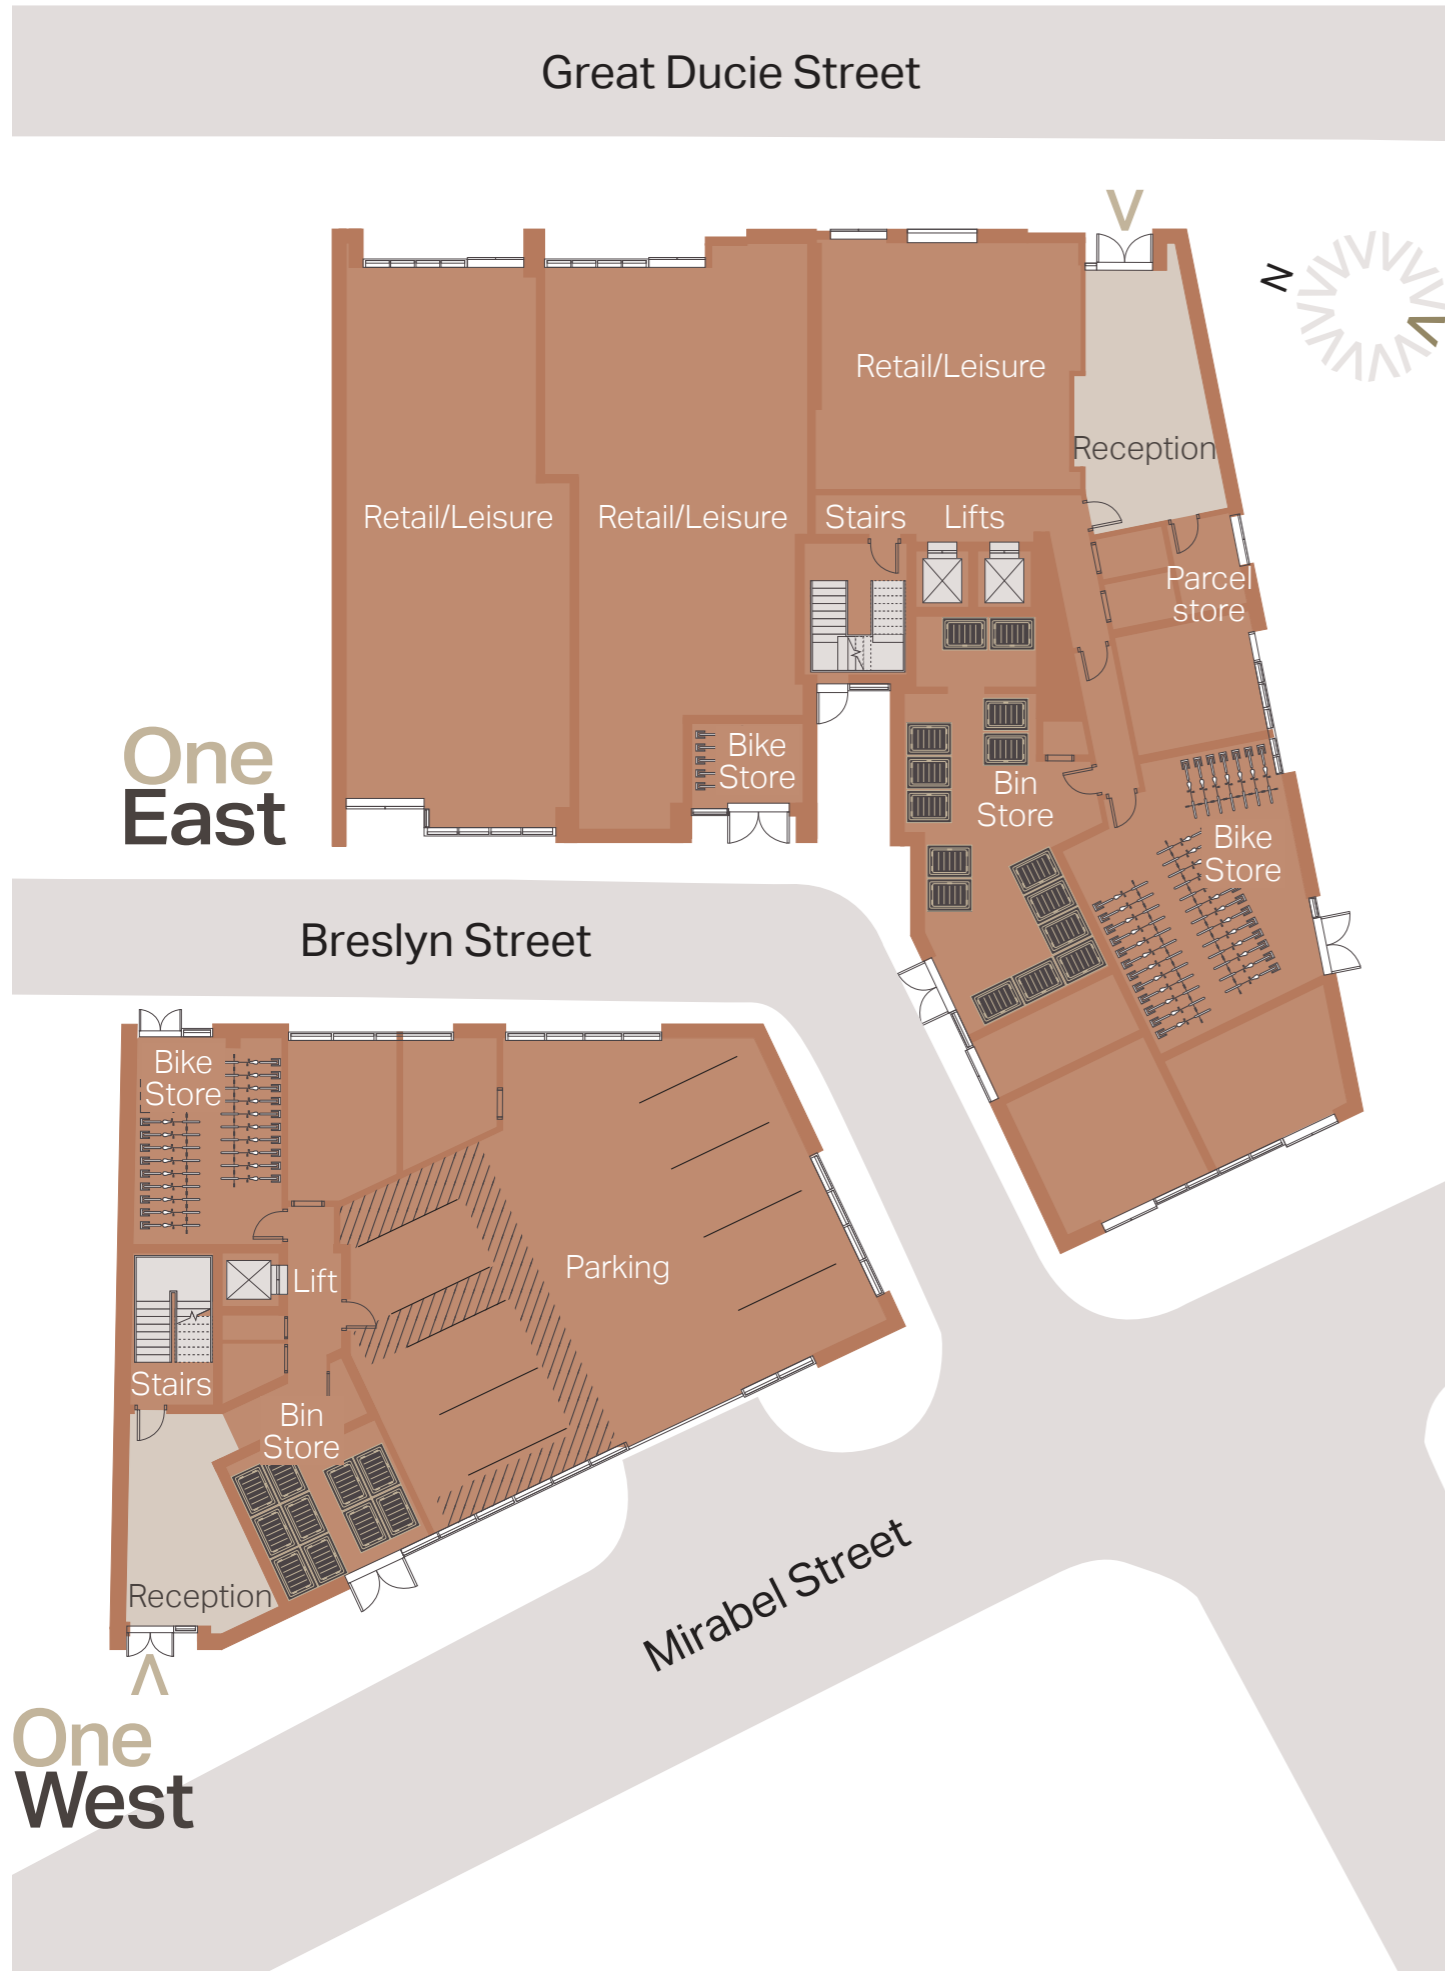 Great Ducie Street
N
Retail/Leisure
Reception
Retail/Leisure
Retail/Leisure
Stairs
Lifts
Parcel
store
One
East
Bike
Store
Bin
Store
Bike
Store
Breslyn Street
Bike
Store
Lift
Parking
Stairs
Bin
Store
Reception
Mirabel Street
One
West